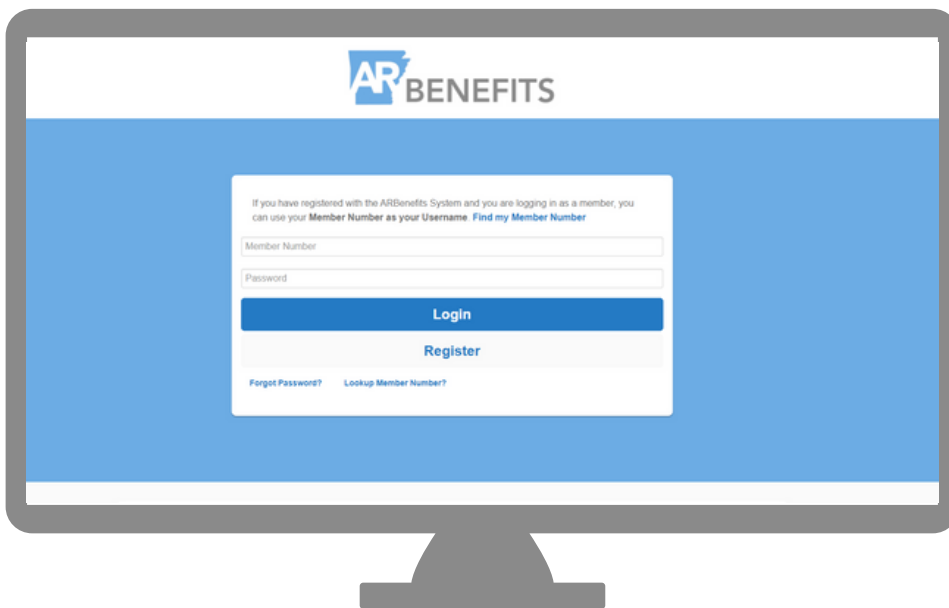 AR BENEFITS
If you have registered with the ARBenefits System and you are logging in as a member, you
can use your Member Number as your Username. Find my Member Number
Member Number
Password
Login
Register
Forgot Password? Lookup Member Number?